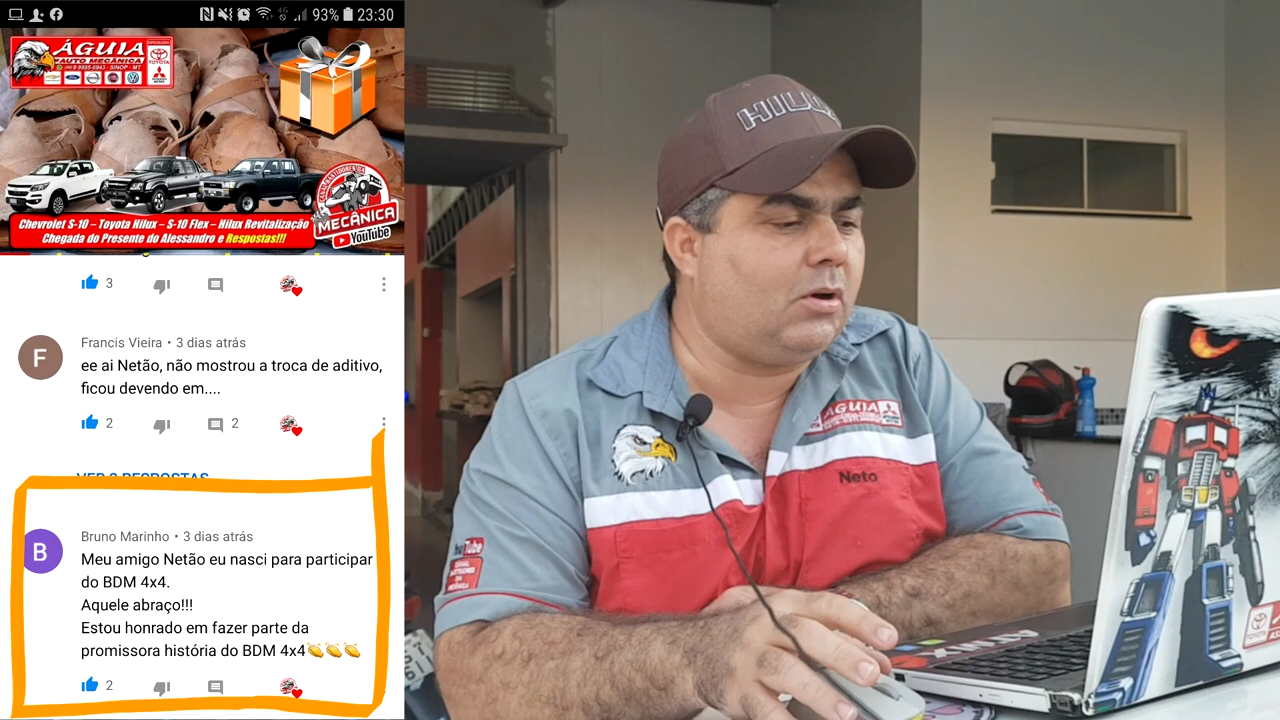 93% 23:30
ÁGUIA
AUTO MECÂNICA
TOYOTA
Chevrolet S-10 – Toyota Hilux – S-10 Flex – Hilux Revitalização
Chegada do Presente do Alessandro e Respostas!!!
MECÂNICA
YouTube
3
Francis Vieira • 3 dias atrás
F
ee ai Netão, não mostrou a troca de aditivo,
ficou devendo em....
2
2
Bruno Marinho • 3 dias atrás
B
Meu amigo Netão eu nasci para participar
do BDM 4x4.
Aquele abraço!!!
Estou honrado em fazer parte da
promissora história do BDM 4x4👏👏👏
2
HILUX
ÁGUIA
Neto
YouTube